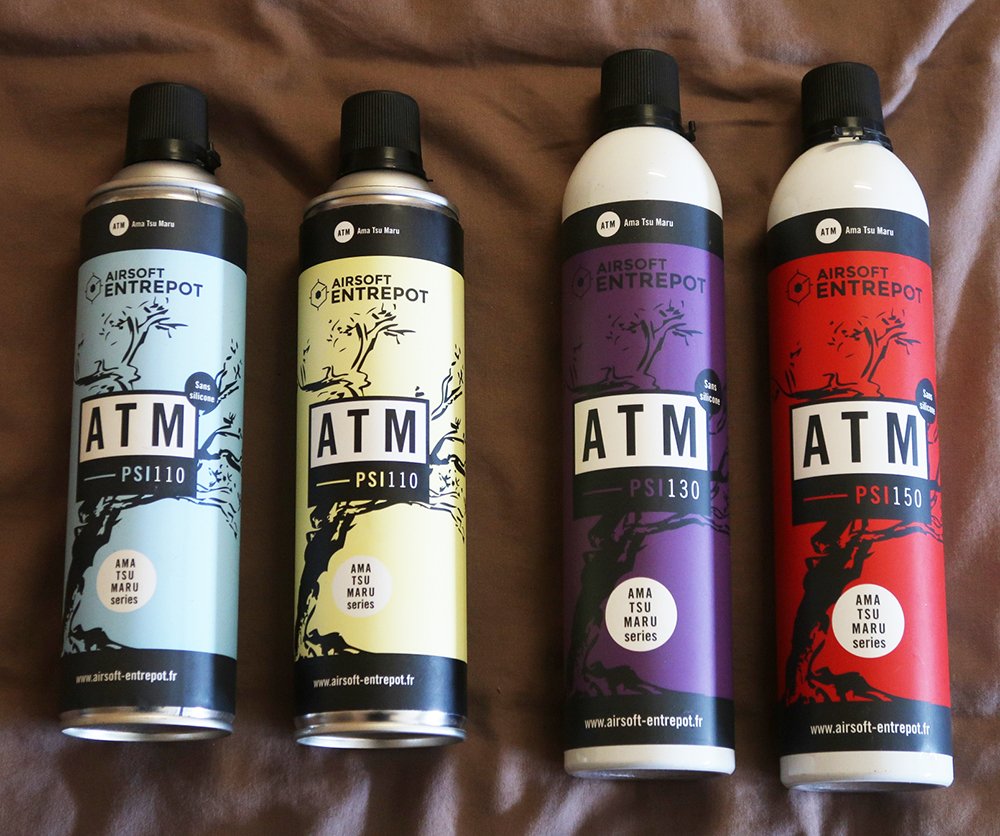 ATM Ama Tsu Maru
AIRSOFT
ENTREPOT
Sans
silicone
ATM
PSI110
AMA
TSU
MARU
series
www.airsoft-entrepot.fr
ATM Ama Tsu Maru
AIRSOFT
ENTREPOT
ATM
PSI110
AMA
TSU
MARU
series
www.airsoft-entrepot.fr
ATM Ama Tsu Maru
AIRSOFT
ENTREPOT
Sans
silicone
ATM
PSI130
AMA
TSU
MARU
series
www.airsoft-entrepot.fr
ATM Ama Tsu Maru
AIRSOFT
ENTREPOT
Sans
silicone
ATM
PSI150
AMA
TSU
MARU
series
www.airsoft-entrepot.fr